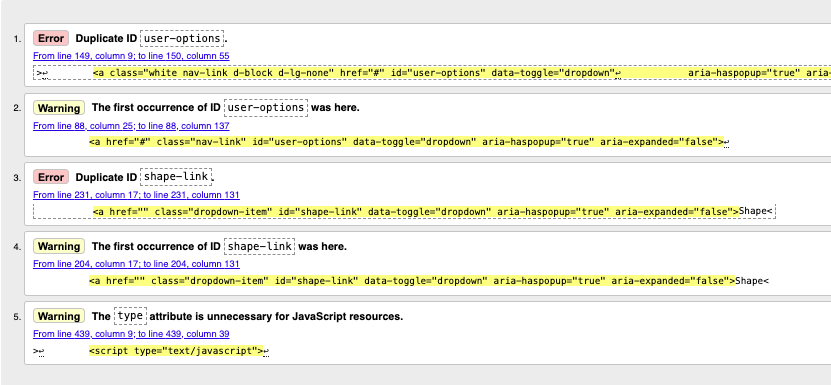 1. Error Duplicate ID user-options.
From line 149, column 9; to line 150, column 55
>↩ <a class="white nav-link d-block d-lg-none" href="#" id="user-options" data-toggle="dropdown"↩ aria-haspopup="true" aria-
2. Warning The first occurrence of ID user-options was here.
From line 88, column 25; to line 88, column 137
<a href="#" class="nav-link" id="user-options" data-toggle="dropdown" aria-haspopup="true" aria-expanded="false">↩
3. Error Duplicate ID shape-link.
From line 231, column 17; to line 231, column 131
<a href="" class="dropdown-item" id="shape-link" data-toggle="dropdown" aria-haspopup="true" aria-expanded="false">Shape<
4. Warning The first occurrence of ID shape-link was here.
From line 204, column 17; to line 204, column 131
<a href="" class="dropdown-item" id="shape-link" data-toggle="dropdown" aria-haspopup="true" aria-expanded="false">Shape<
5. Warning The type attribute is unnecessary for JavaScript resources.
From line 439, column 9; to line 439, column 39
>↩ <script type="text/javascript">↩